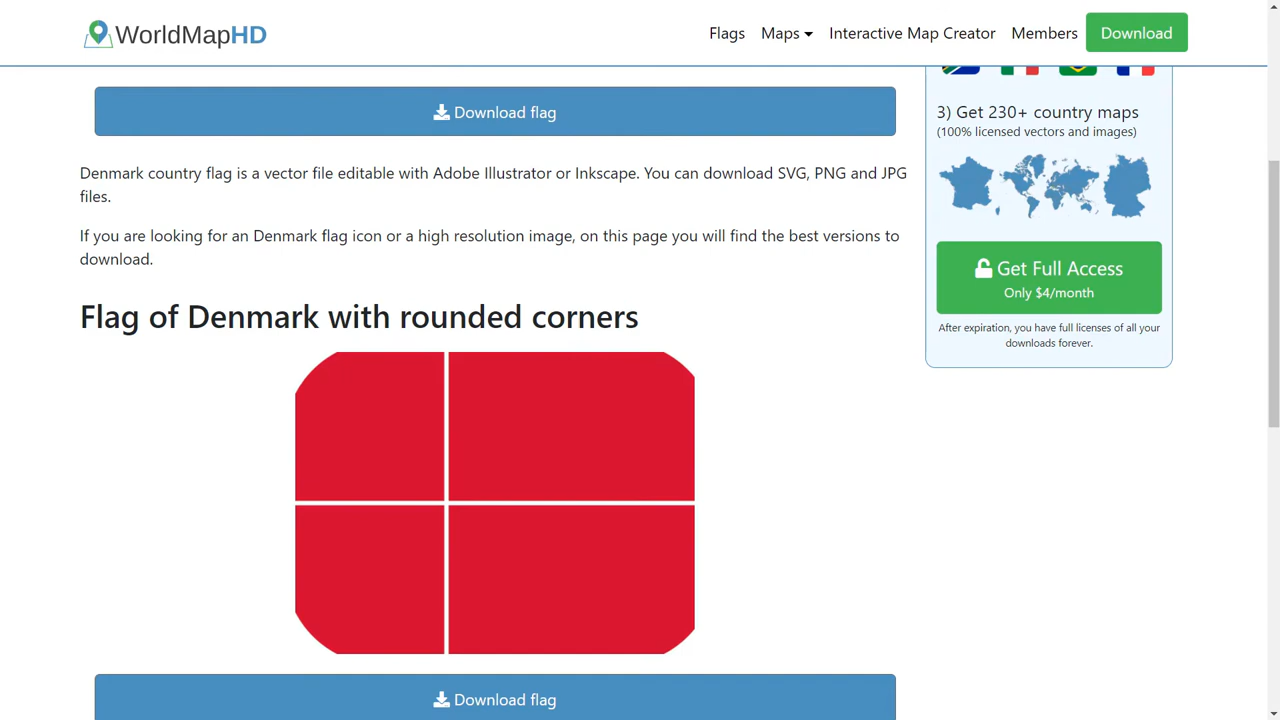 WorldMapHD
Flags Maps Interactive Map Creator Members Download
Download flag
Denmark country flag is a vector file editable with Adobe Illustrator or Inkscape. You can download SVG, PNG and JPG
files.
If you are looking for an Denmark flag icon or a high resolution image, on this page you will find the best versions to
download.
Flag of Denmark with rounded corners
Download flag
3) Get 230+ country maps
(100% licensed vectors and images)
Get Full Access
Only $4/month
After expiration, you have full licenses of all your
downloads forever.